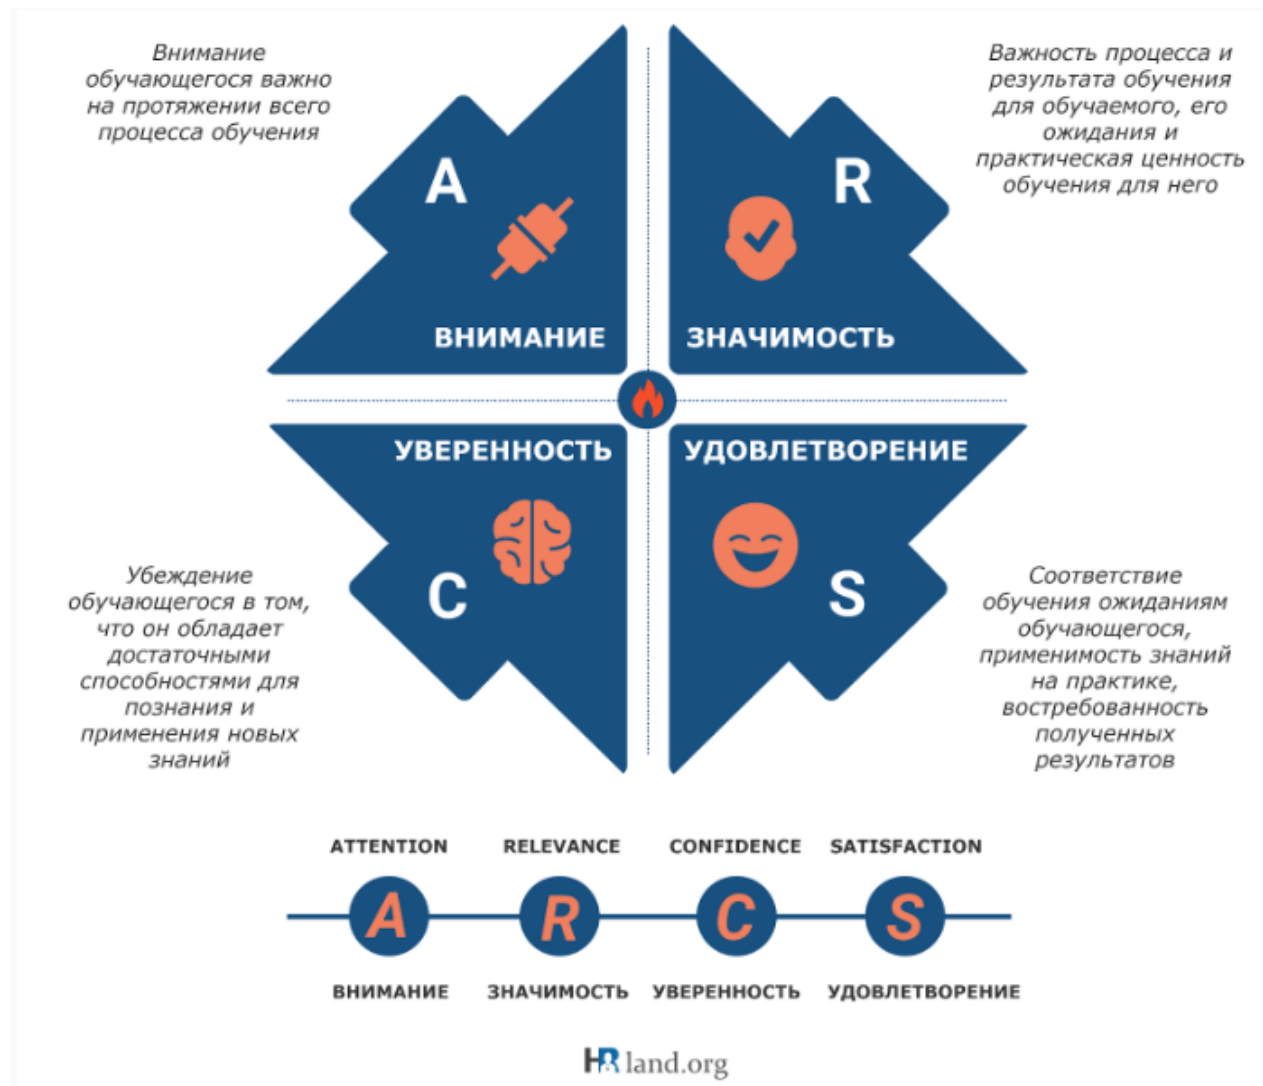 Внимание
обучающегося важно
на протяжении всего
процесса обучения
Важность процесса и
результата обучения
для обучаемого, его
ожидания и
практическая ценность
обучения для него
A
R
ВНИМАНИЕ
ЗНАЧИМОСТЬ
УВЕРЕННОСТЬ
УДОВЛЕТВОРЕНИЕ
C
S
Убеждение
обучающегося в том,
что он обладает
достаточными
способностями для
познания и
применения новых
знаний
Соответствие
обучения ожиданиям
обучающегося,
применимость знаний
на практике,
востребованность
полученных
результатов
ATTENTION RELEVANCE CONFIDENCE SATISFACTION
A R C S
ВНИМАНИЕ ЗНАЧИМОСТЬ УВЕРЕННОСТЬ УДОВЛЕТВОРЕНИЕ
HR land.org